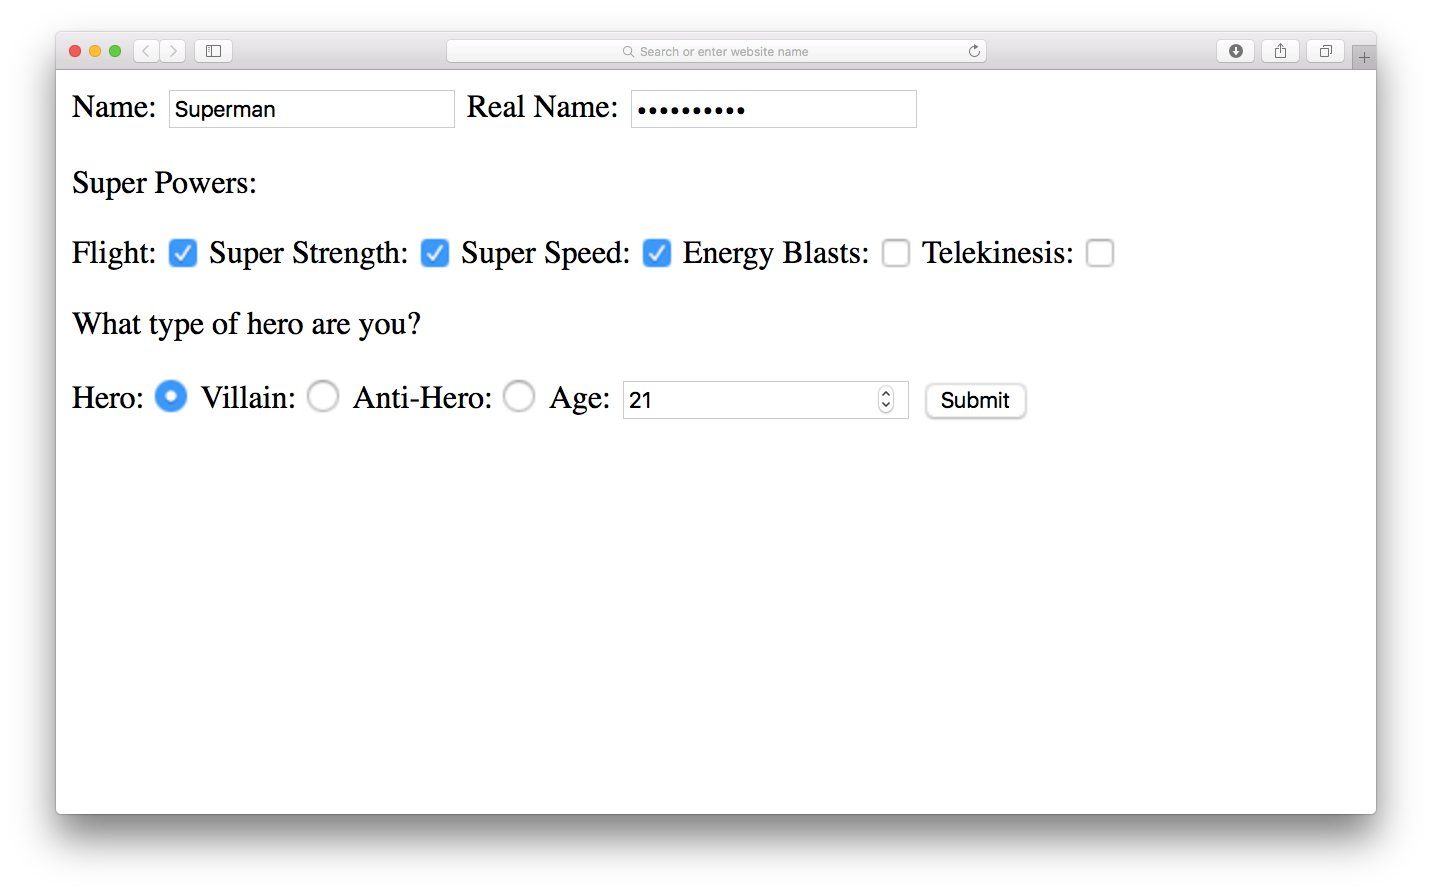 Search or enter website name
Name: Superman Real Name: ••••••••••
Super Powers:
Flight: Super Strength: Super Speed: Energy Blasts: Telekinesis:
What type of hero are you?
Hero: Villain: Anti-Hero: Age: 21 Submit